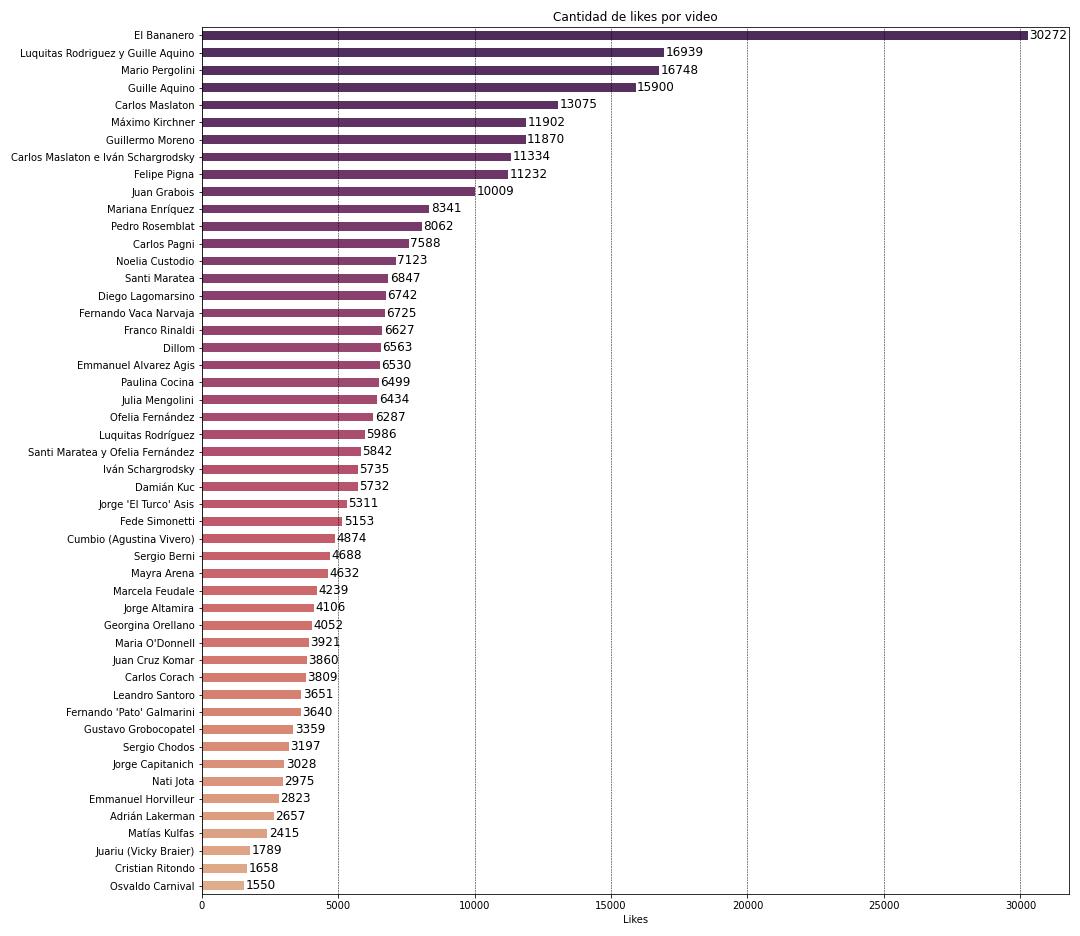 Cantidad de likes por video
El Bananero 30272
Luquitas Rodriguez y Guille Aquino 16939
Mario Pergolini 16748
Guille Aquino 15900
Carlos Maslaton 13075
Máximo Kirchner 11902
Guillermo Moreno 11870
Carlos Maslaton e Iván Schargrodsky 11334
Felipe Pigna 11232
Juan Grabois 10009
Mariana Enríquez 8341
Pedro Rosemblat 8062
Carlos Pagni 7588
Noelia Custodio 7123
Santi Maratea 6847
Diego Lagomarsino 6742
Fernando Vaca Narvaja 6725
Franco Rinaldi 6627
Dillom 6563
Emmanuel Alvarez Agis 6530
Paulina Cocina 6499
Julia Mengolini 6434
Ofelia Fernández 6287
Luquitas Rodríguez 5986
Santi Maratea y Ofelia Fernández 5842
Iván Schargrodsky 5735
Damián Kuc 5732
Jorge 'El Turco' Asis 5311
Fede Simonetti 5153
Cumbio (Agustina Vivero) 4874
Sergio Berni 4688
Mayra Arena 4632
Marcela Feudale 4239
Jorge Altamira 4106
Georgina Orellano 4052
Maria O'Donnell 3921
Juan Cruz Komar 3860
Carlos Corach 3809
Leandro Santoro 3651
Fernando 'Pato' Galmarini 3640
Gustavo Grobocopatel 3359
Sergio Chodos 3197
Jorge Capitanich 3028
Nati Jota 2975
Emmanuel Horvilleur 2823
Adrián Lakerman 2657
Matías Kulfas 2415
Juariu (Vicky Braier) 1789
Cristian Ritondo 1658
Osvaldo Carnival 1550
0 5000 10000 15000 20000 25000 30000
Likes